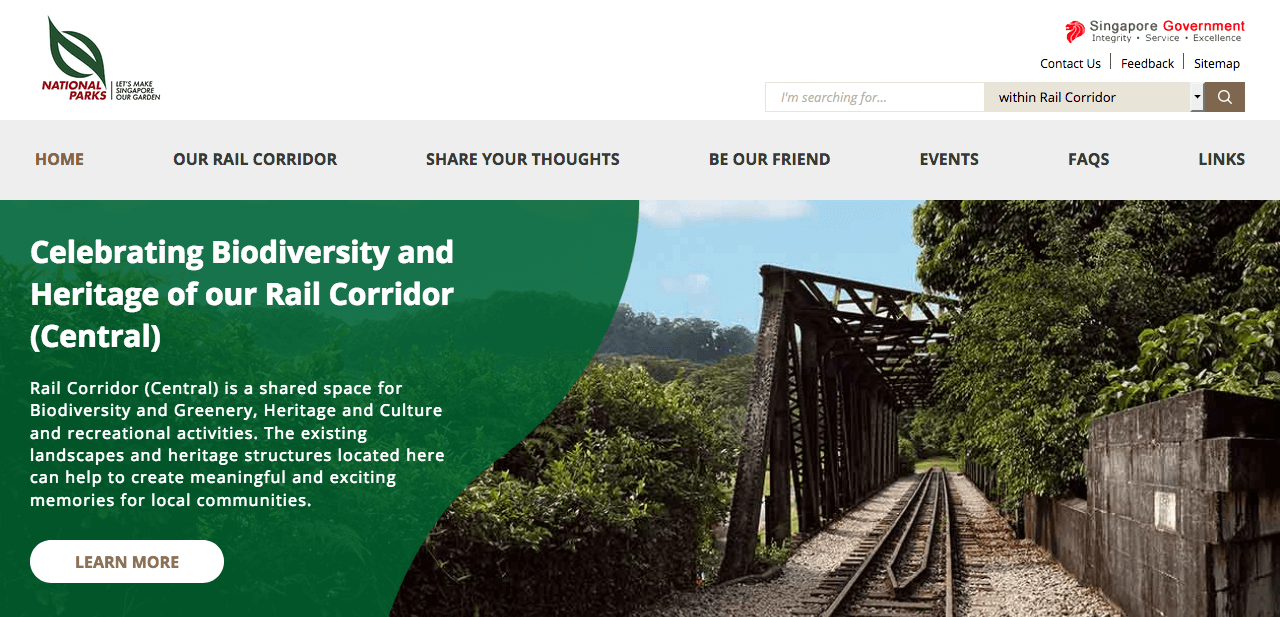 NATIONAL
PARKS
LET'S MAKE
SINGAPORE
OUR GARDEN
Singapore Government
Integrity • Service • Excellence
Contact Us
Feedback
Sitemap
I'm searching for...
within Rail Corridor
HOME
OUR RAIL CORRIDOR
SHARE YOUR THOUGHTS
BE OUR FRIEND
EVENTS
FAQS
LINKS
Celebrating Biodiversity and
Heritage of our Rail Corridor
(Central)
Rail Corridor (Central) is a shared space for
Biodiversity and Greenery, Heritage and Culture
and recreational activities. The existing
landscapes and heritage structures located here
can help to create meaningful and exciting
memories for local communities.
LEARN MORE